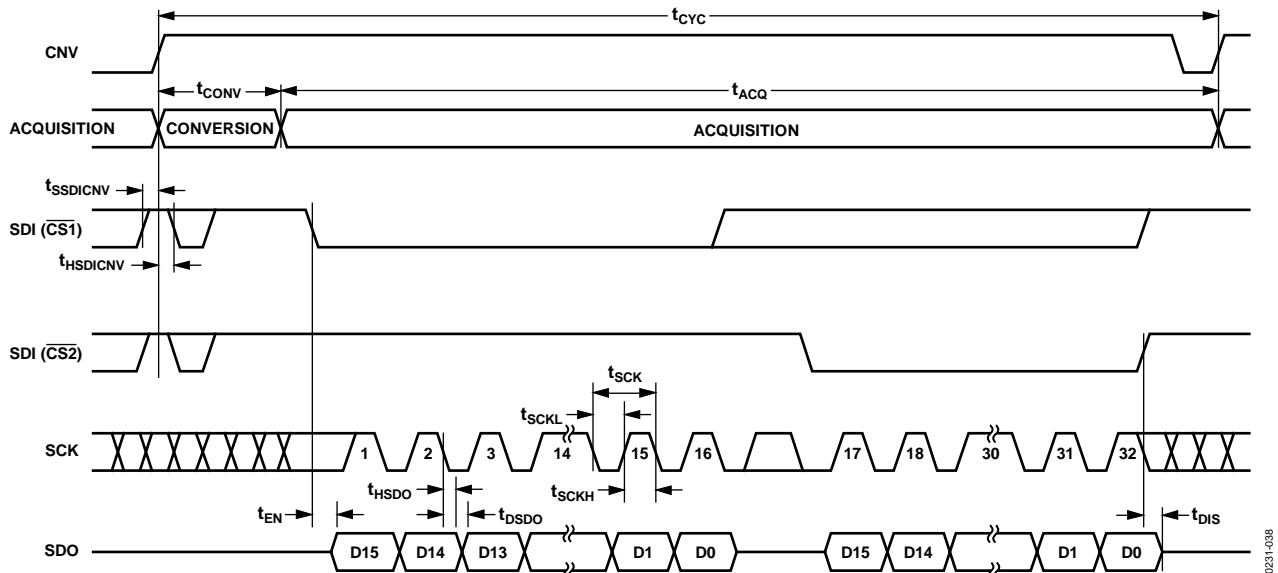 tCYC
CNV
tCONV
tACQ
ACQUISITION CONVERSION ACQUISITION
tSSDICNV
SDI (CS1)
tHSDICNV
SDI (CS2)
tSCK
tSCKL
SCK 1 2 3 14 15 16 17 18 30 31 32
tHSDO tSCKH
tEN tDSDO tDIS
SDO D15 D14 D13 D1 D0 D15 D14 D1 D0
0231-038